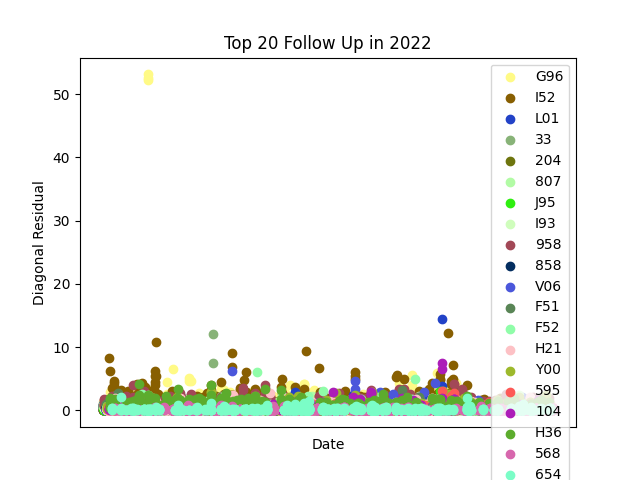 Top 20 Follow Up in 2022
Diagonal Residual
50
40
30
20
10
0
Date
G96
I52
L01
33
204
807
J95
I93
958
858
V06
F51
F52
H21
Y00
595
104
H36
568
654